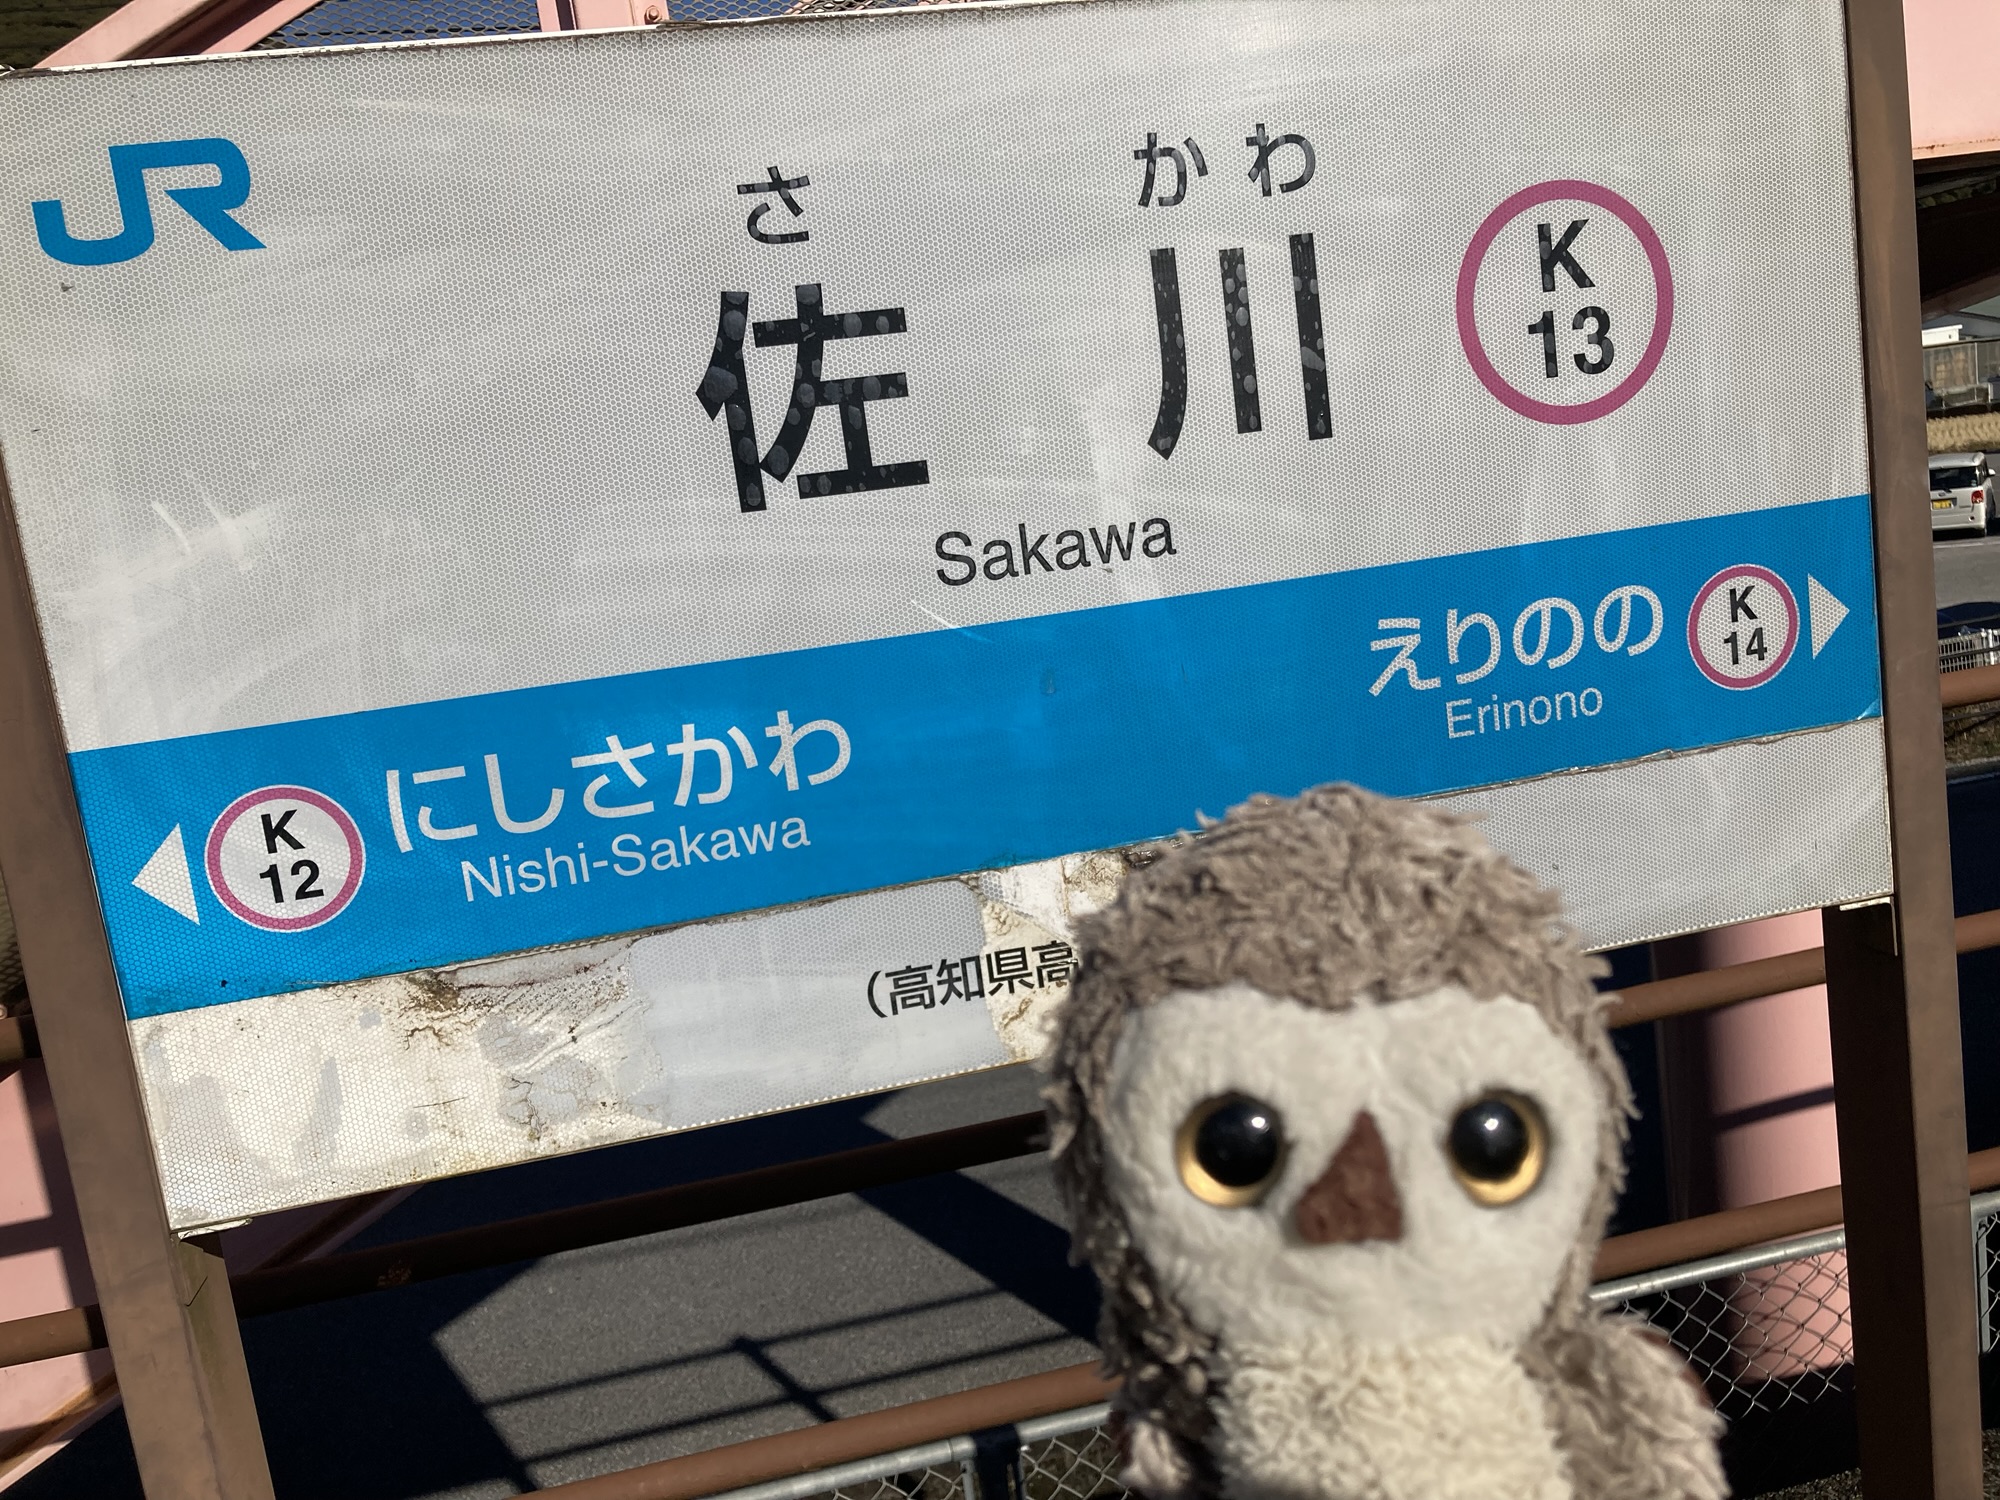 JR
さ かわ
佐 川
K
13
Sakawa
えりのの
K
14
Erinono
K
12
にしさかわ
Nishi-Sakawa
(高知県高